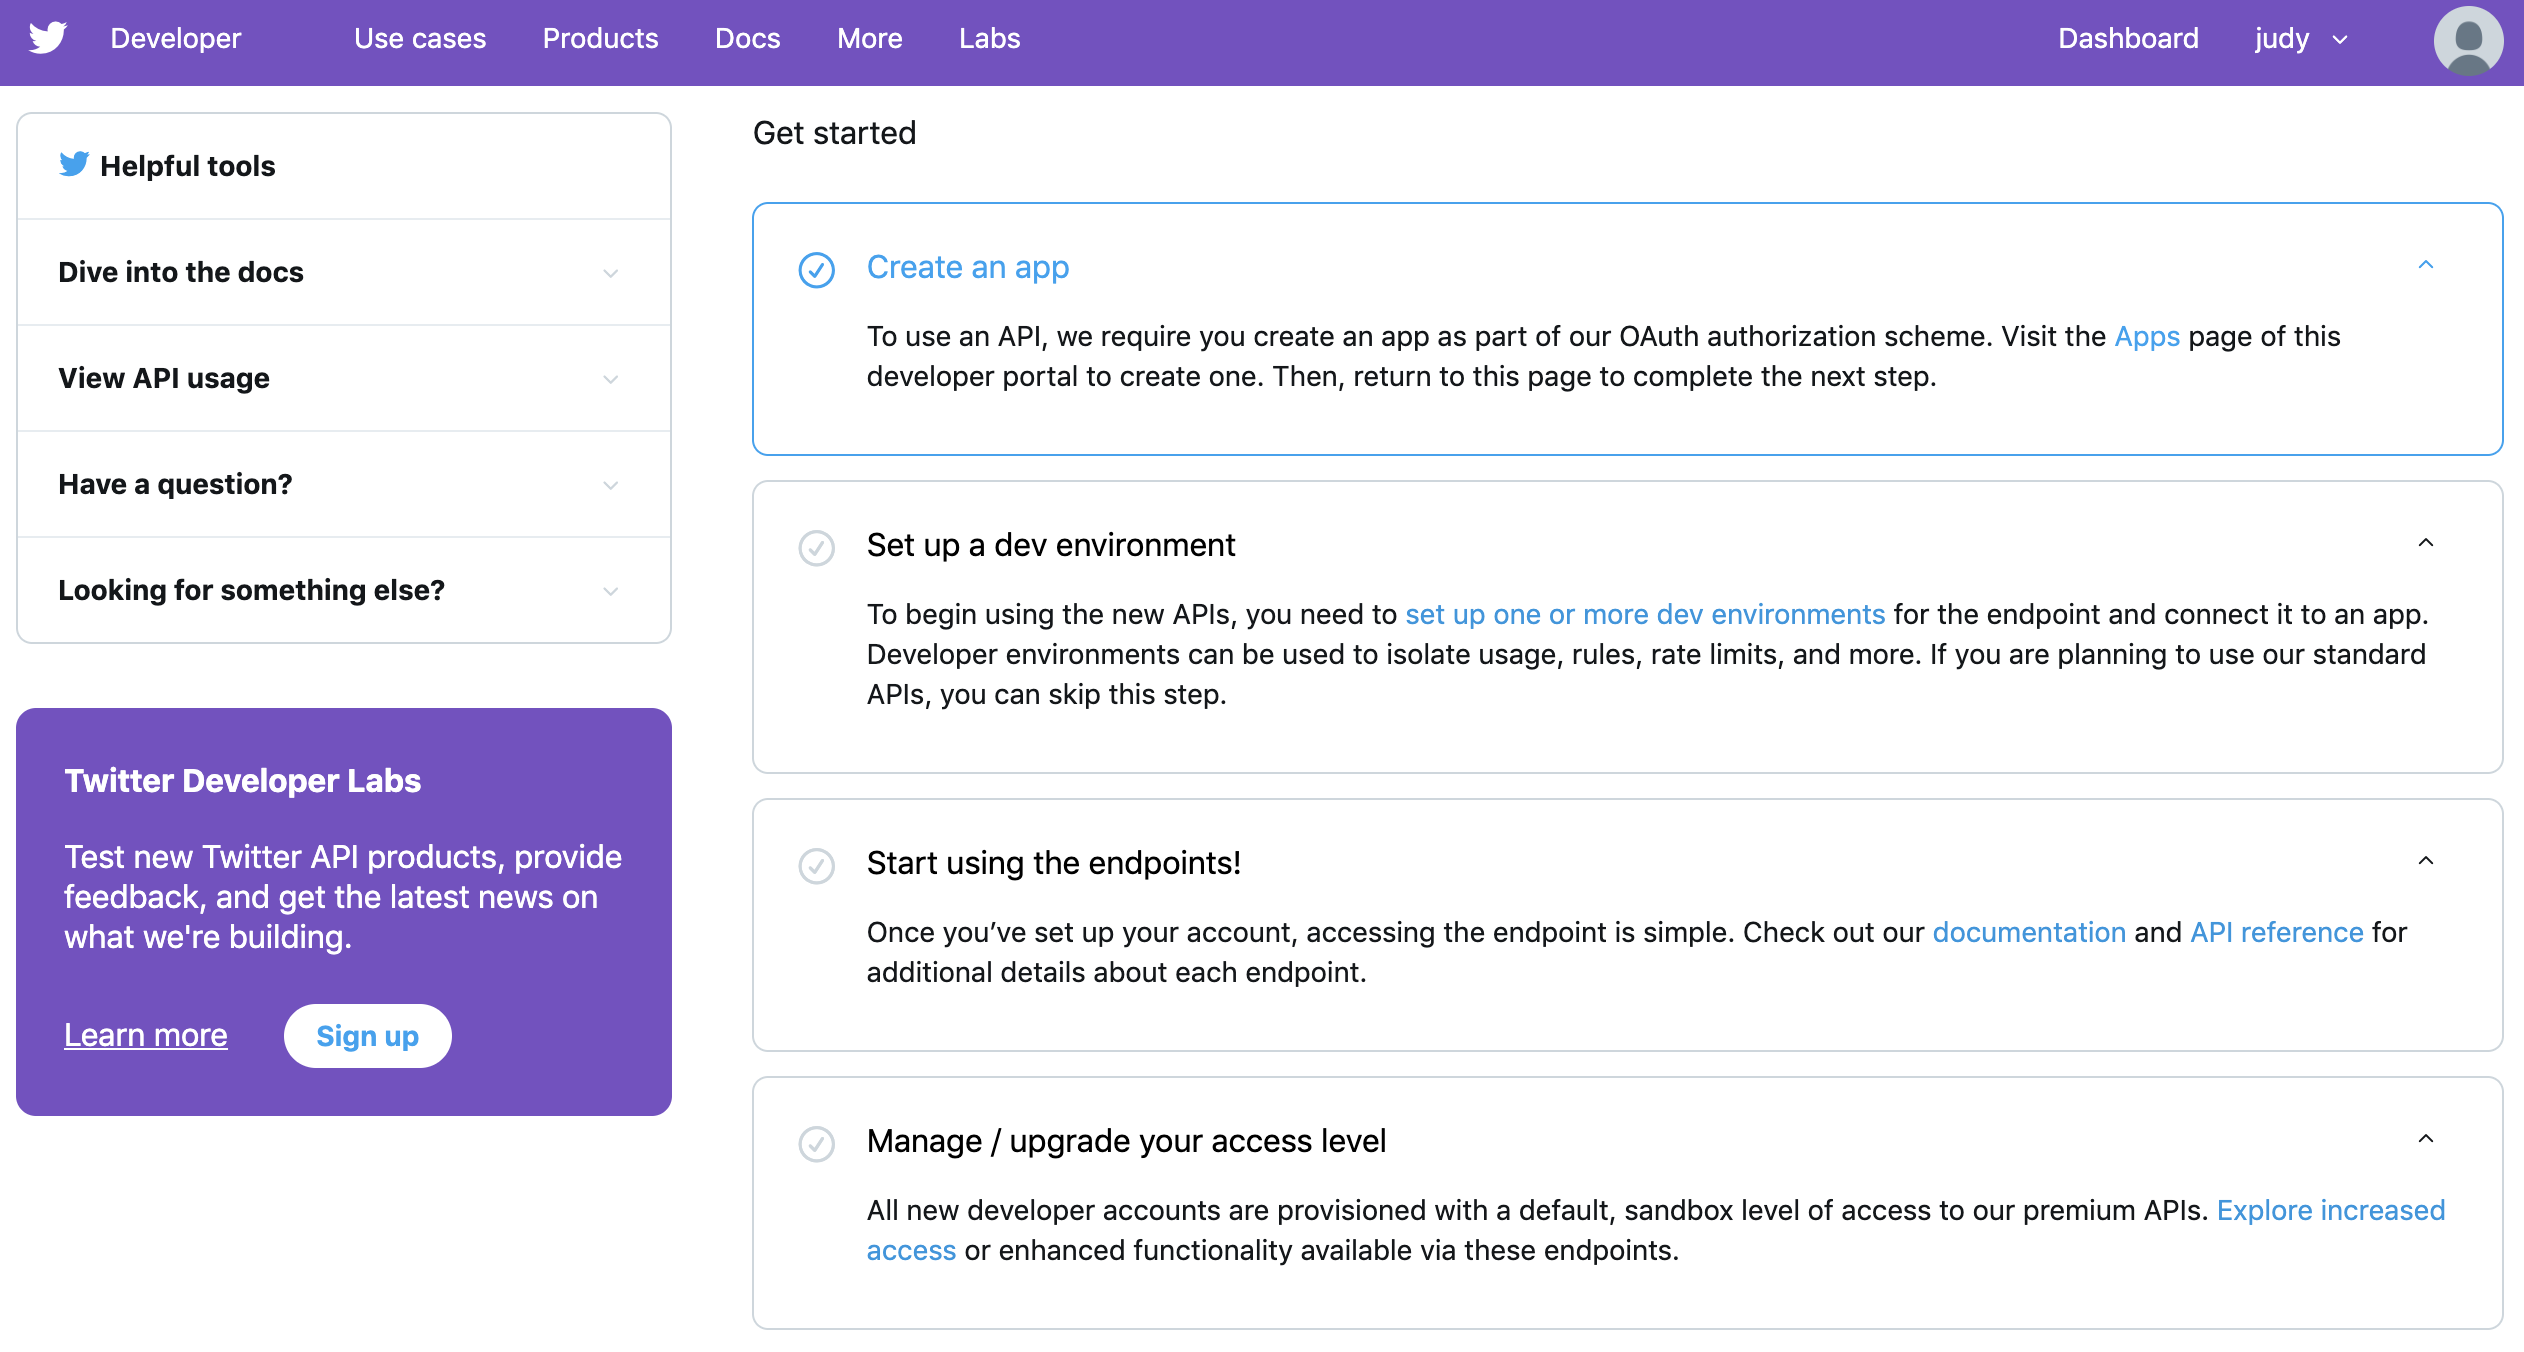 Developer
Use cases
Products
Docs
More
Labs
Dashboard
judy
Helpful tools
Dive into the docs
View API usage
Have a question?
Looking for something else?
Twitter Developer Labs
Test new Twitter API products, provide
feedback, and get the latest news on
what we're building.
Learn more
Sign up
Get started
Create an app
To use an API, we require you create an app as part of our OAuth authorization scheme. Visit the Apps page of this
developer portal to create one. Then, return to this page to complete the next step.
Set up a dev environment
To begin using the new APIs, you need to set up one or more dev environments for the endpoint and connect it to an app.
Developer environments can be used to isolate usage, rules, rate limits, and more. If you are planning to use our standard
APIs, you can skip this step.
Start using the endpoints!
Once you’ve set up your account, accessing the endpoint is simple. Check out our documentation and API reference for
additional details about each endpoint.
Manage / upgrade your access level
All new developer accounts are provisioned with a default, sandbox level of access to our premium APIs. Explore increased
access or enhanced functionality available via these endpoints.